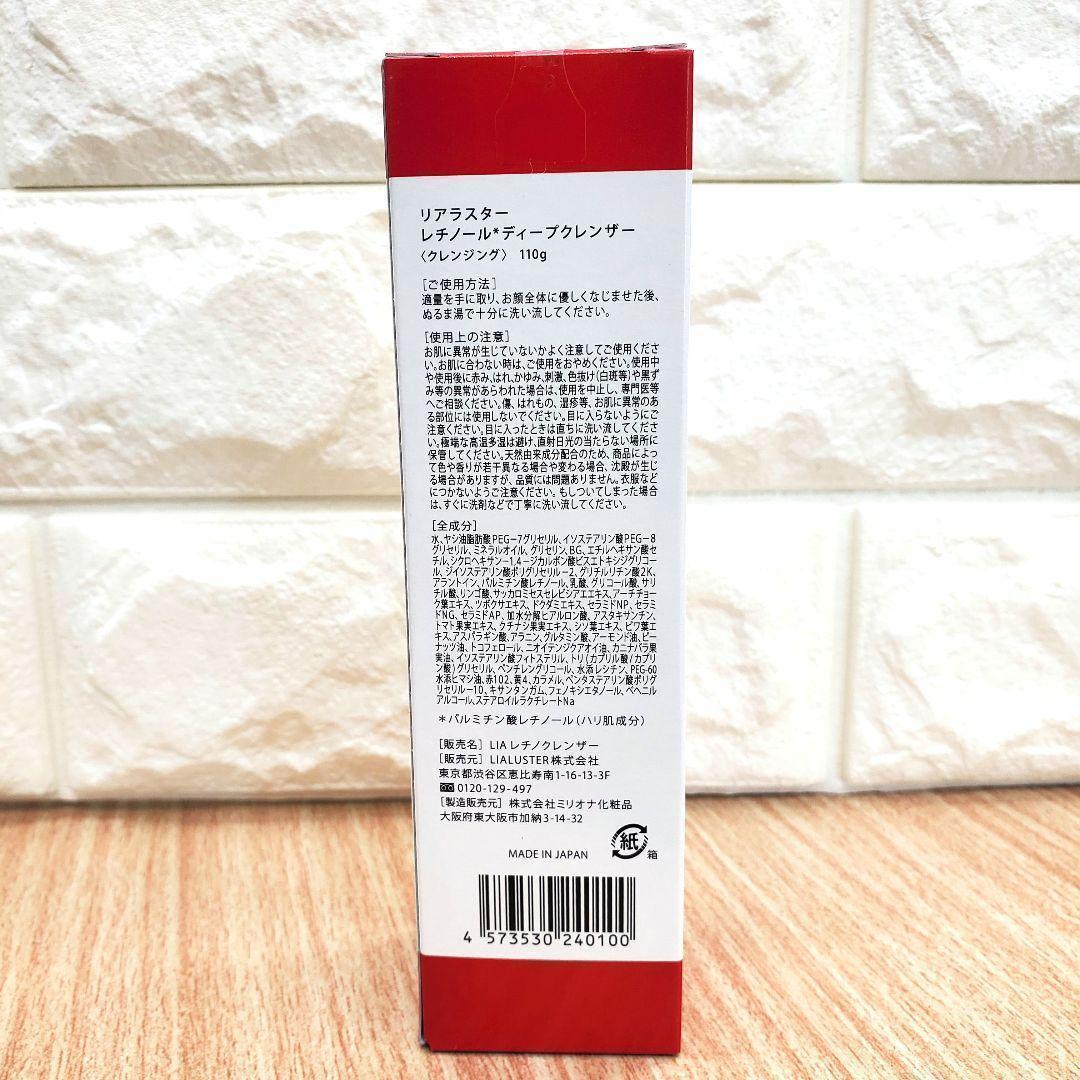 リアラスター
レチノール*ディープクレンザー
〈クレンジング〉 110g
[ご使用方法]
適量を手に取り、お顔全体に優しくなじませた後、
ぬるま湯で十分に洗い流してください。
[使用上の注意]
お肌に異常が生じていないかよく注意してご使用くださ
い。お肌に合わない時は、ご使用をおやめください。使用中
や使用後に赤み、はれ、かゆみ、刺激、色抜け(白斑等)や黒ず
み等の異常があらわれた場合は、使用を中止し、専門医等
へご相談ください。傷、はれもの、湿疹等、お肌に異常のあ
る部位には使用しないでください。目に入らないようにご
注意ください。目に入ったときは直ちに洗い流してくださ
い。極端な高温多湿は避け、直射日光の当たらない場所に
保管してください。天然由来成分配合のため、商品によっ
て色や香りが若干異なる場合や変わる場合、沈殿が生じ
る場合がありますが、品質には問題ありません。衣服など
につかないようご注意ください。もしついてしまった場合
は、すぐに洗剤などで丁寧に洗い流してください。
[全成分]
水、ヤシ油脂肪酸PEG-7グリセリル、イソステアリン酸PEG-8
グリセリル、ミネラルオイル、グリセリン、BG、エチルヘキサン酸セ
チル、シクロヘキサン-1,4-ジカルボン酸ビスエトキシジグリコー
ル、ジイソステアリン酸ポリグリセリル-2、グリチルリチン酸2K、
アラントイン、パルミチン酸レチノール、乳酸、グリコール酸、サリ
チル酸、リンゴ酸、サッカロミセスセレビシアエエキス、アーチチョー
ク葉エキス、ツボクサエキス、ドクダミエキス、セラミドNP、セラミ
ドNG、セラミドAP、加水分解ヒアルロン酸、アスタキサンチン、
トマト果実エキス、クチナシ果実エキス、シソ葉エキス、ビワ葉エ
キス、アスパラギン酸、アラニン、グルタミン酸、アーモンド油、ピー
ナッツ油、トコフェロール、ニオイテンジクアオイ油、カニナバラ果
実油、イソステアリン酸フィトステリル、トリ(カプリル酸/カプリン
酸)グリセリル、ペンチレングリコール、水添レシチン、PEG-60
水添ヒマシ油、赤102、黄4、カラメル、ペンタステアリン酸ポリグ
リセリル-10、キサンタンガム、フェノキシエタノール、ベヘニル
アルコール、ステアロイルラクチレートNa
*パルミチン酸レチノール(ハリ肌成分)
[販売名] LIAレチノクレンザー
[販売元] LIALUSTER株式会社
東京都渋谷区恵比寿南1-16-13-3F
0120-129-497
[製造販売元] 株式会社ミリオナ化粧品
大阪府東大阪市加納3-14-32
紙
箱
MADE IN JAPAN
4 573530 240100